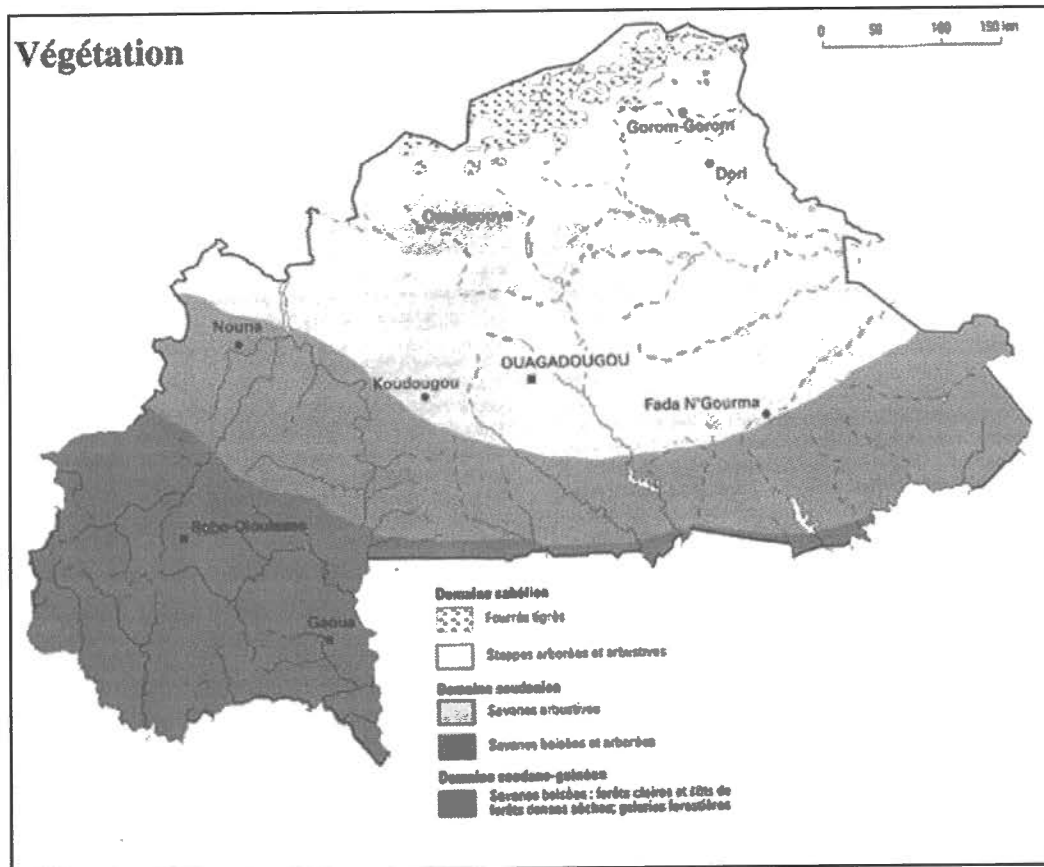 Végétation
0 50 100 150 km
Gorom-Gorom
Dori
Ouahigouya
Nouna
OUAGADOUGOU
Koudougou
Fada N'Gourma
Bobo-Dioulasso
Gaoua
Domaine sahélien
Fourrés tigrés
Steppes arborées et arbustives
Domaine soudanien
Savanes arbustives
Savanes boisées et arborées
Domaine soudano-guinéen
Savanes boisées ; forêts claires et îlots de
forêts denses sèches; galeries forestières